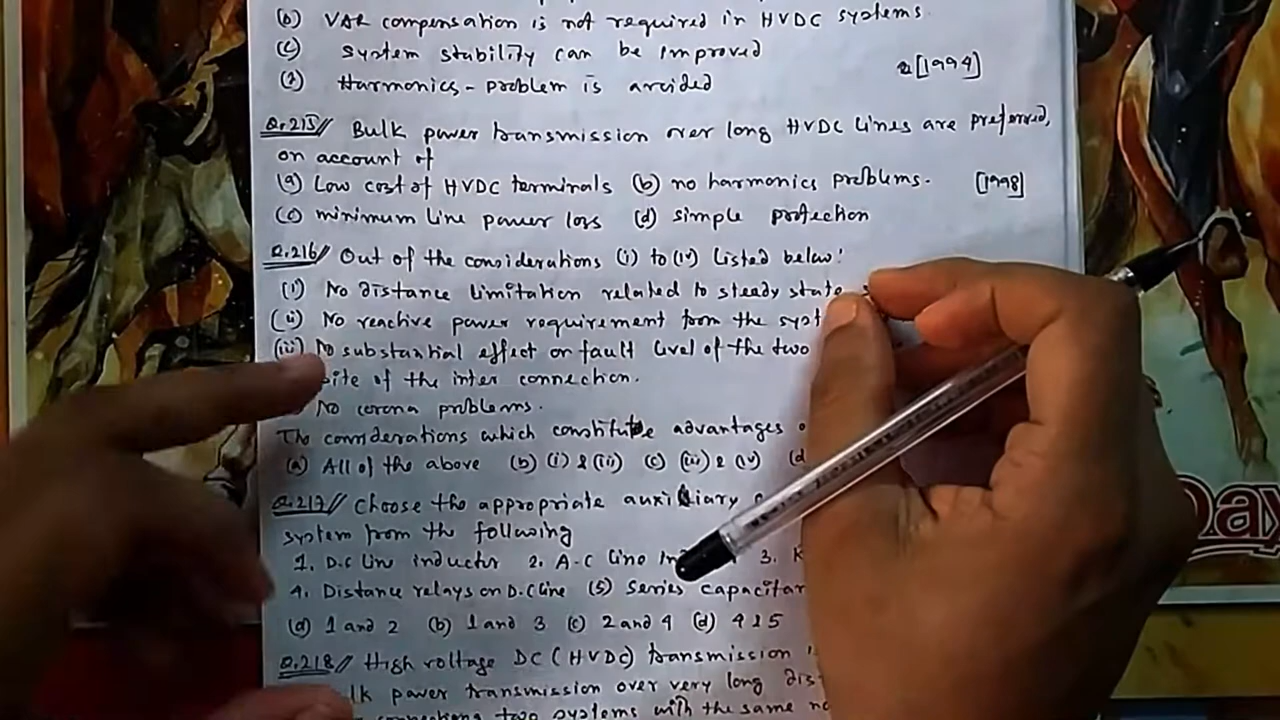 (b) VAR compensation is not required in HVDC systems.
(c) System stability can be improved
(d) Harmonics - problem is avoided [1994]
Q.215// Bulk power transmission over long HVDC lines are preferred,
on account of
(a) Low cost of HVDC terminals (b) no harmonics problems. [1998]
(c) minimum line power loss (d) simple protection
Q.216// Out of the considerations (i) to (iv) listed below:
(i) No distance limitation related to steady state
(ii) No reactive power requirement from the
(iii) No substantial effect on fault level of the two
of the inter connection.
No corona problems.
The considerations which constitute advantages
(a) All of the above (b) (i) & (iii) (c) (iii) & (iv) (d
Q.217// Choose the appropriate auxiliary
system from the following
1. D.C Line inductor 2. A.C line 3.
4. Distance relays on D.C line (5) Series capacitor
(a) 1 and 2 (b) 1 and 3 (c) 2 and 4 (d) 4 & 5
Q.218// High voltage DC (HVDC) transmission
power transmission over very long
two systems with the same
Day